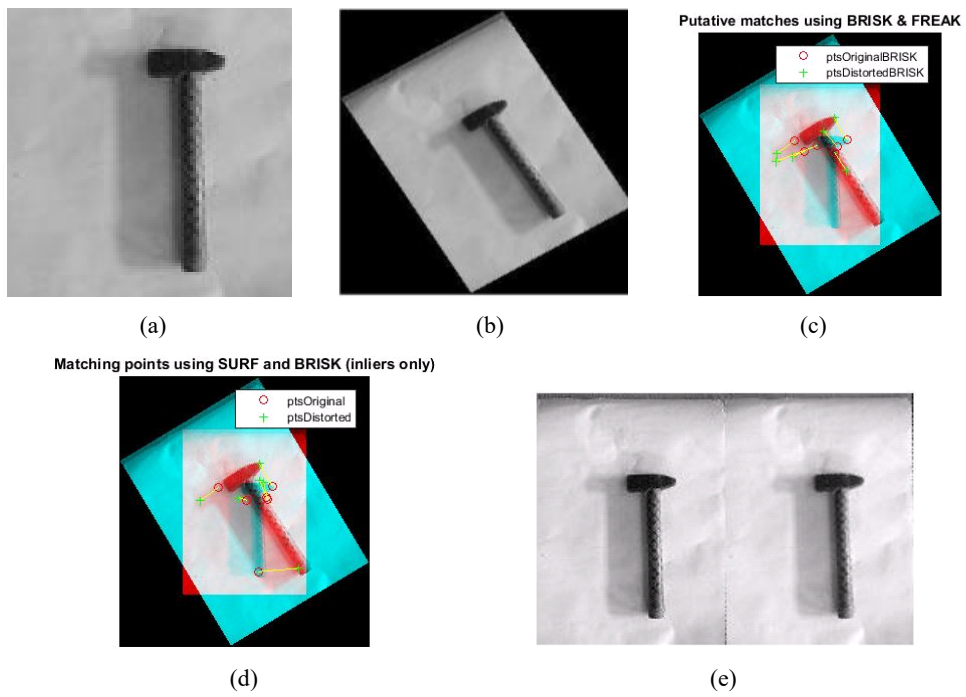 Putative matches using BRISK & FREAK
ptsOriginalBRISK
ptsDistortedBRISK
(a)
(b)
(c)
Matching points using SURF and BRISK (inliers only)
ptsOriginal
ptsDistorted
(d)
(e)